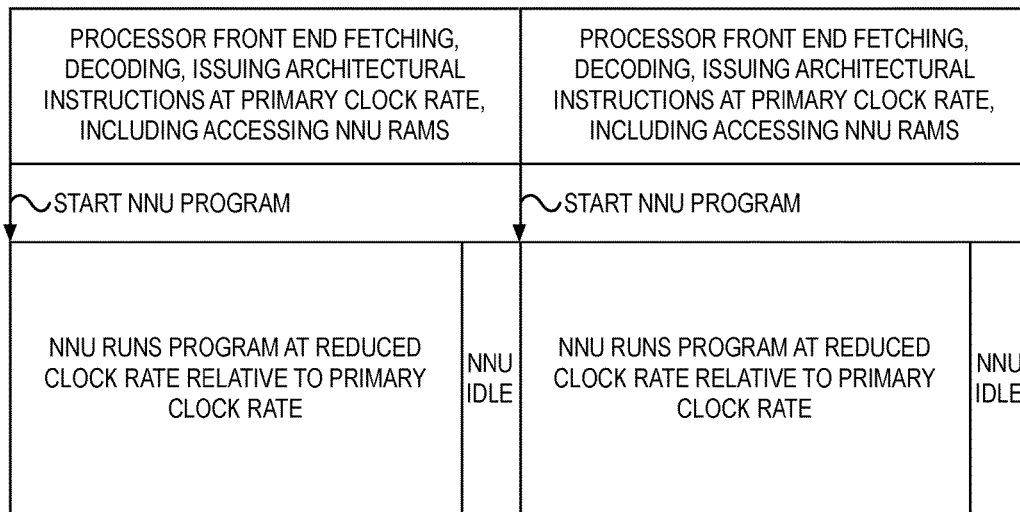 PROCESSOR FRONT END FETCHING,
DECODING, ISSUING ARCHITECTURAL
INSTRUCTIONS AT PRIMARY CLOCK RATE,
INCLUDING ACCESSING NNU RAMS
PROCESSOR FRONT END FETCHING,
DECODING, ISSUING ARCHITECTURAL
INSTRUCTIONS AT PRIMARY CLOCK RATE,
INCLUDING ACCESSING NNU RAMS
START NNU PROGRAM
START NNU PROGRAM
NNU RUNS PROGRAM AT REDUCED
CLOCK RATE RELATIVE TO PRIMARY
CLOCK RATE
NNU
IDLE
NNU RUNS PROGRAM AT REDUCED
CLOCK RATE RELATIVE TO PRIMARY
CLOCK RATE
NNU
IDLE